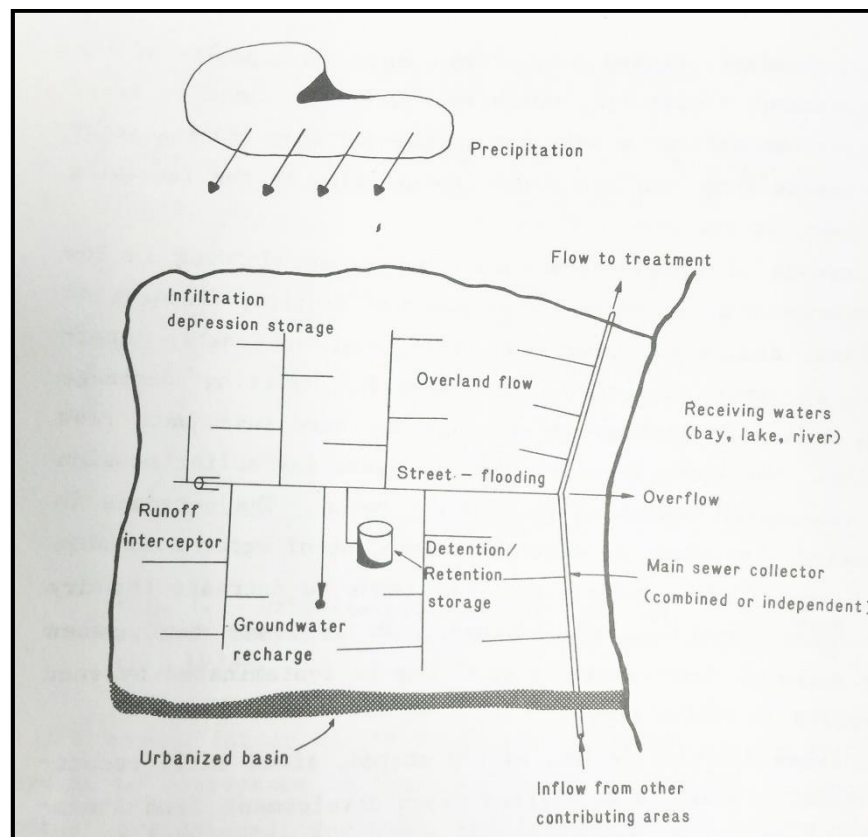 Precipitation
Flow to treatment
Infiltration
depression storage
Overland flow
Receiving waters
(bay, lake, river)
Street - flooding
Overflow
Runoff
interceptor
Detention/
Retention
storage
Main sewer collector
(combined or independent)
Groundwater
recharge
Urbanized basin
Inflow from other
contributing areas